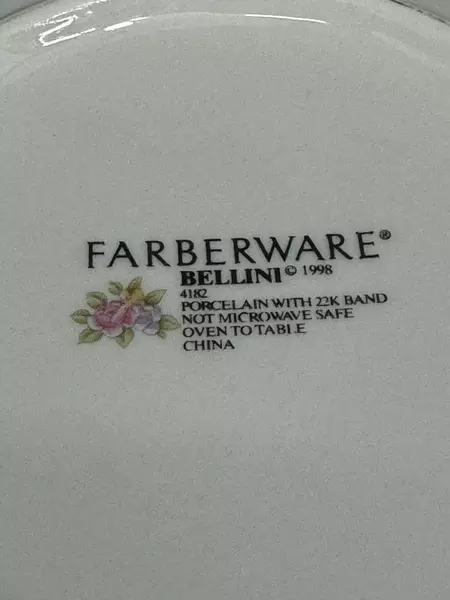 FARBERWARE®
BELLINI © 1998
4182
PORCELAIN WITH 22K BAND
NOT MICROWAVE SAFE
OVEN TO TABLE
CHINA